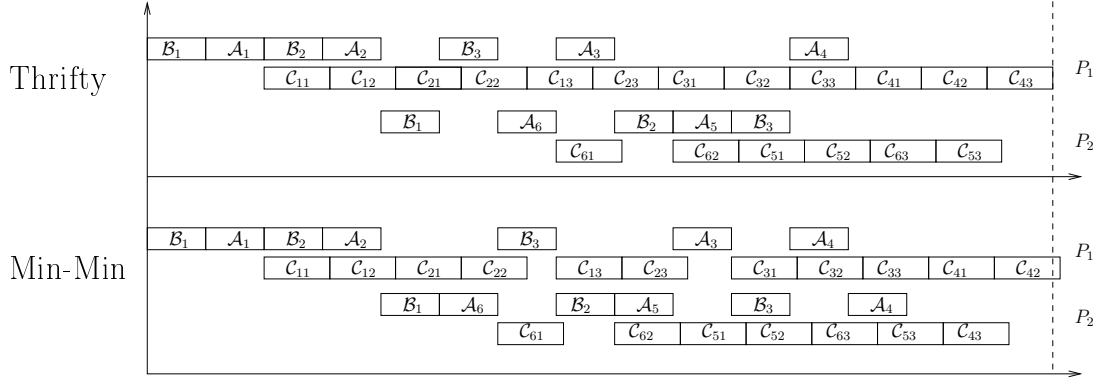 ℬ₁ 𝒜₁ ℬ₂ 𝒜₂ ℬ₃ 𝒜₃ 𝒜₄
Thrifty 𝒞₁₁ 𝒞₁₂ 𝒞₂₁ 𝒞₂₂ 𝒞₁₃ 𝒞₂₃ 𝒞₃₁ 𝒞₃₂ 𝒞₃₃ 𝒞₄₁ 𝒞₄₂ 𝒞₄₃ P₁
ℬ₁ 𝒜₆ ℬ₂ 𝒜₅ ℬ₃
𝒞₆₁ 𝒞₆₂ 𝒞₅₁ 𝒞₅₂ 𝒞₆₃ 𝒞₅₃ P₂
ℬ₁ 𝒜₁ ℬ₂ 𝒜₂ ℬ₃ 𝒜₃ 𝒜₄
Min-Min 𝒞₁₁ 𝒞₁₂ 𝒞₂₁ 𝒞₂₂ 𝒞₁₃ 𝒞₂₃ 𝒞₃₁ 𝒞₃₂ 𝒞₃₃ 𝒞₄₁ 𝒞₄₂ P₁
ℬ₁ 𝒜₆ ℬ₂ 𝒜₅ ℬ₃ 𝒜₄
𝒞₆₁ 𝒞₆₂ 𝒞₅₁ 𝒞₅₂ 𝒞₆₃ 𝒞₅₃ 𝒞₄₃ P₂